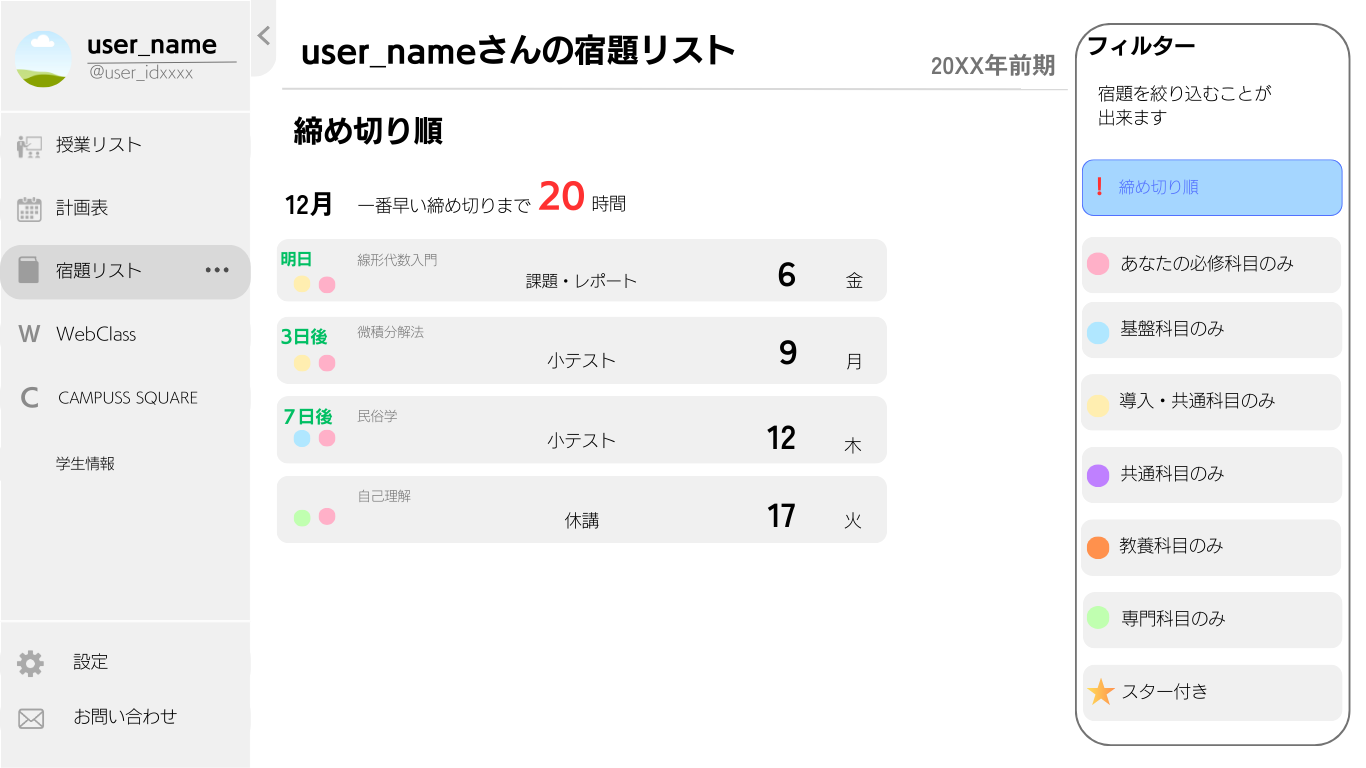 user_name
@user_idxxxx
授業リスト
計画表
宿題リスト
WebClass
CAMPUSS SQUARE
学生情報
設定
お問い合わせ
user_nameさんの宿題リスト
20XX年前期
締め切り順
12月 一番早い締め切りまで 20 時間
明日 線形代数入門
課題・レポート 6 金
3日後 微積分解法
小テスト 9 月
7日後 民俗学
小テスト 12 木
自己理解
休講 17 火
フィルター
宿題を絞り込むことが
出来ます
締め切り順
あなたの必修科目のみ
基盤科目のみ
導入・共通科目のみ
共通科目のみ
教養科目のみ
専門科目のみ
スター付き